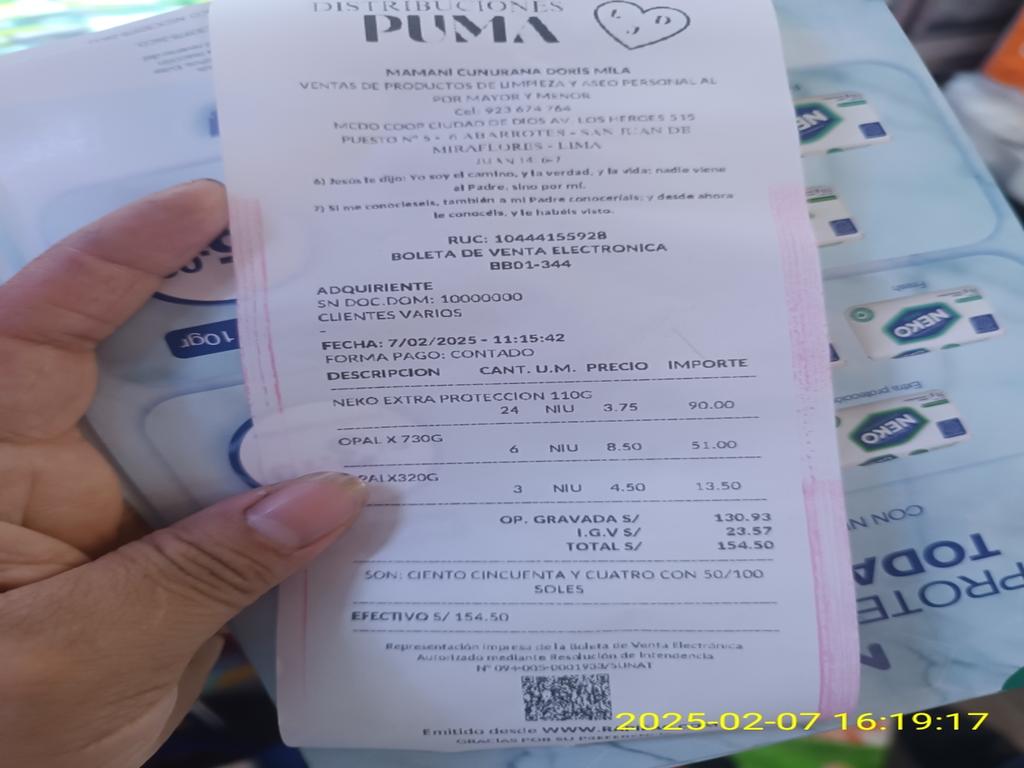 DISTRIBUCIONES
PUMA
L J D
MAMANI CUNURANA DORIS MILA
VENTAS DE PRODUCTOS DE LIMPIEZA Y ASEO PERSONAL AL
POR MAYOR Y MENOR
Cel: 923 674 764
MCDO COOP CIUDAD DE DIOS AV. LOS HEROES 515
PUESTO Nº 5 - 6 ABARROTES - SAN JUAN DE
MIRAFLORES - LIMA
JUAN 14, 6-7
6) Jesús le dijo: Yo soy el camino, y la verdad, y la vida; nadie viene
al Padre, sino por mí.
7) Si me conocieseis, también a mi Padre conoceríais; y desde ahora
le conocéis, y le habéis visto.
RUC: 10444155928
BOLETA DE VENTA ELECTRONICA
BB01-344
ADQUIRIENTE
SN DOC.DOM: 10000000
CLIENTES VARIOS
-
FECHA: 7/02/2025 - 11:15:42
FORMA PAGO: CONTADO
DESCRIPCION CANT. U.M. PRECIO IMPORTE
NEKO EXTRA PROTECCION 110G
24 NIU 3.75 90.00
OPAL X 730G
6 NIU 8.50 51.00
PALX320G
3 NIU 4.50 13.50
OP. GRAVADA S/ 130.93
I.G.V S/ 23.57
TOTAL S/ 154.50
SON: CIENTO CINCUENTA Y CUATRO CON 50/100
SOLES
EFECTIVO S/ 154.50
Representación impresa de la Boleta de Venta Electrónica
Autorizado mediante Resolución de Intendencia
N° 094-005-0001933/SUNAT
Emitido desde
GRACIAS POR SU
2025-02-07 16:19:17
10gr
NEKO
Fresh
NEKO
Extra protección
NEKO
CON
TODA
PROTE